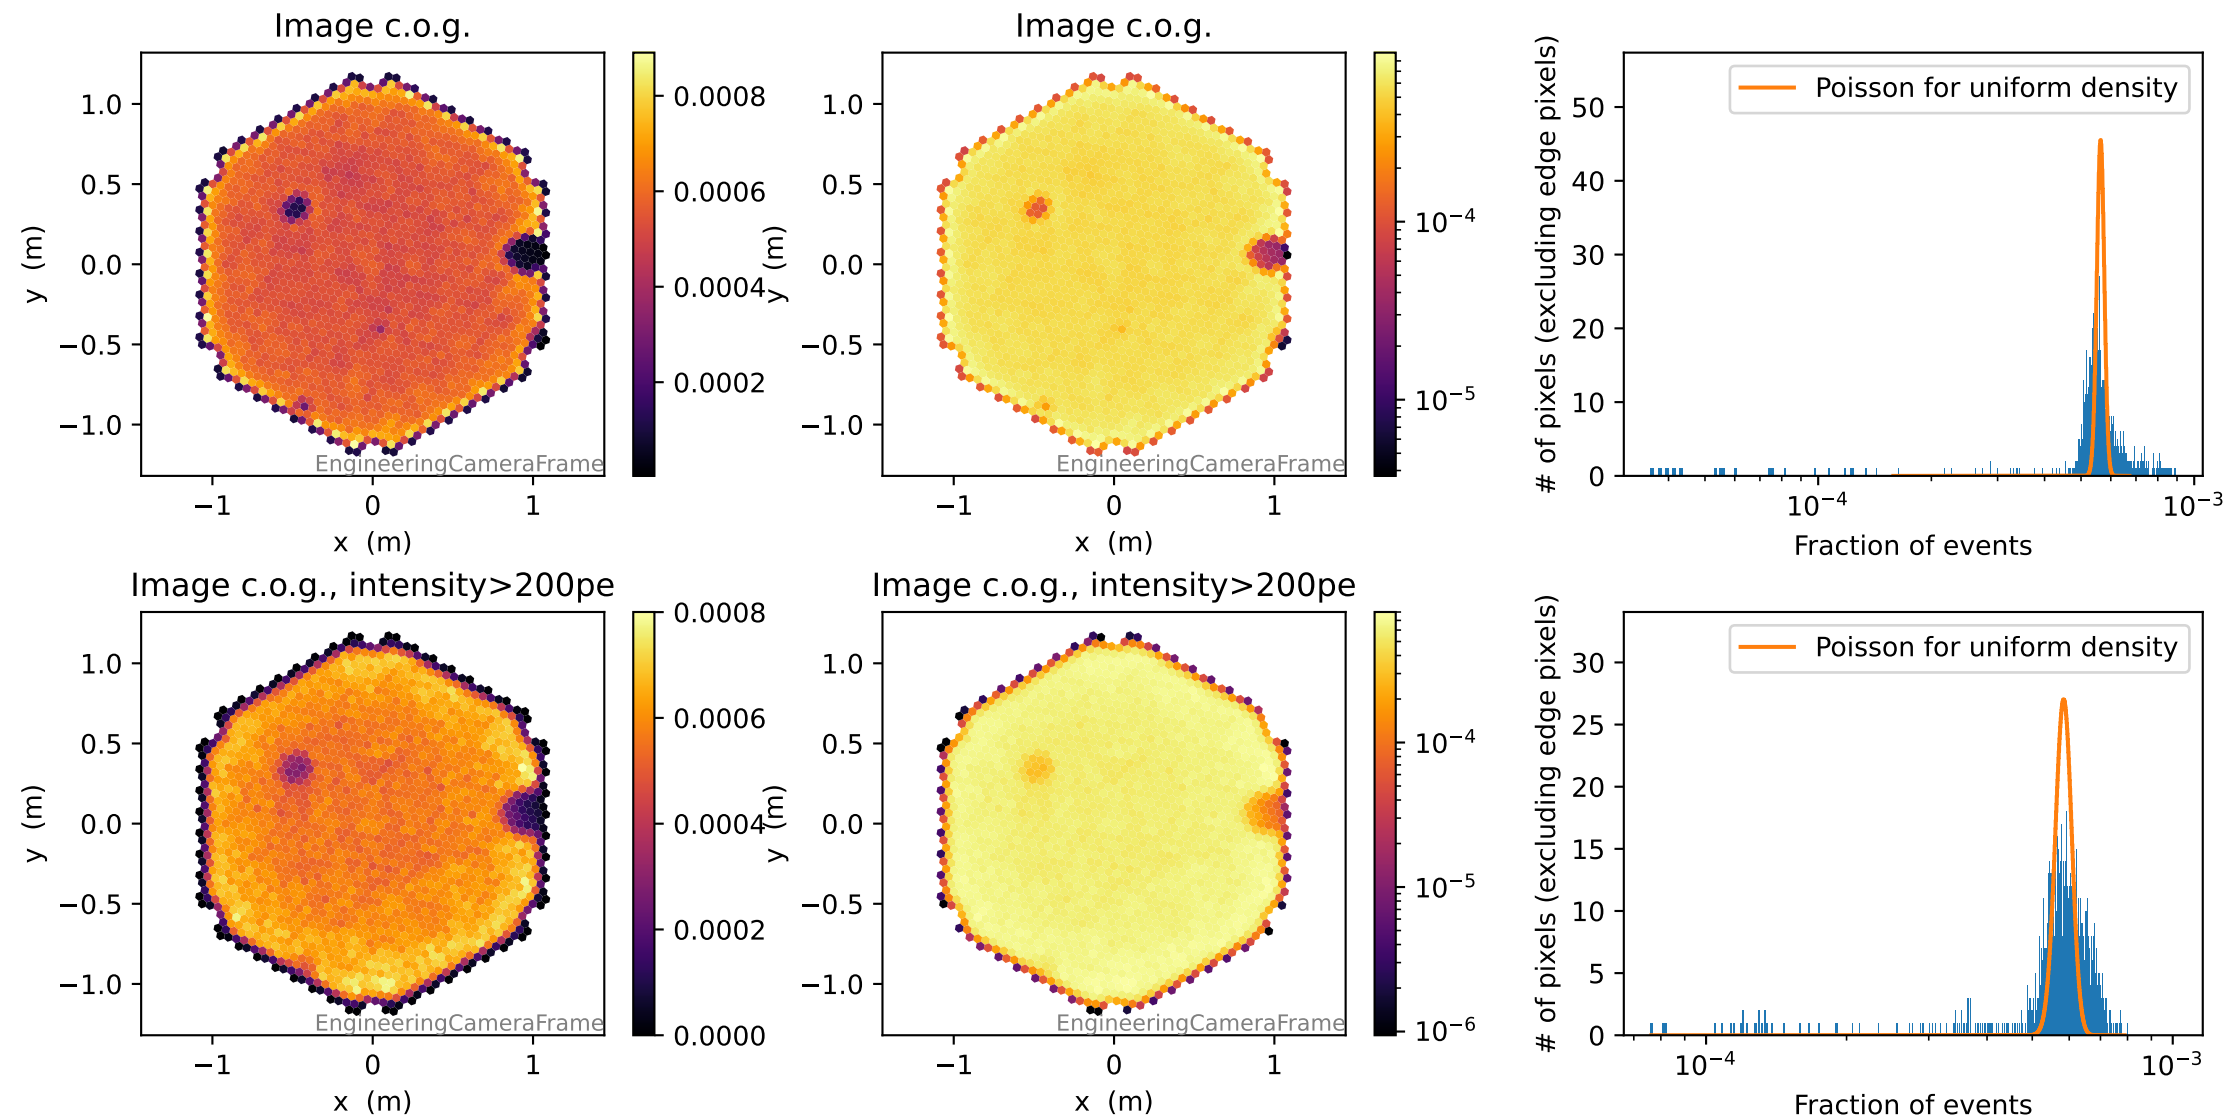 Image c.o.g.
y (m)
1.0
0.5
0.0
−0.5
−1.0
−1
0
1
x (m)
EngineeringCameraFrame
0.0008
0.0006
0.0004
0.0002
Image c.o.g.
y (m)
1.0
0.5
0.0
−0.5
−1.0
−1
0
1
x (m)
EngineeringCameraFrame
10⁻⁴
10⁻⁵
# of pixels (excluding edge pixels)
50
40
30
20
10
0
Poisson for uniform density
10⁻⁴
10⁻³
Fraction of events
Image c.o.g., intensity>200pe
y (m)
1.0
0.5
0.0
−0.5
−1.0
−1
0
1
x (m)
EngineeringCameraFrame
0.0008
0.0006
0.0004
0.0002
0.0000
Image c.o.g., intensity>200pe
y (m)
1.0
0.5
0.0
−0.5
−1.0
−1
0
1
x (m)
EngineeringCameraFrame
10⁻⁴
10⁻⁵
10⁻⁶
# of pixels (excluding edge pixels)
30
25
20
15
10
5
0
Poisson for uniform density
10⁻⁴
10⁻³
Fraction of events